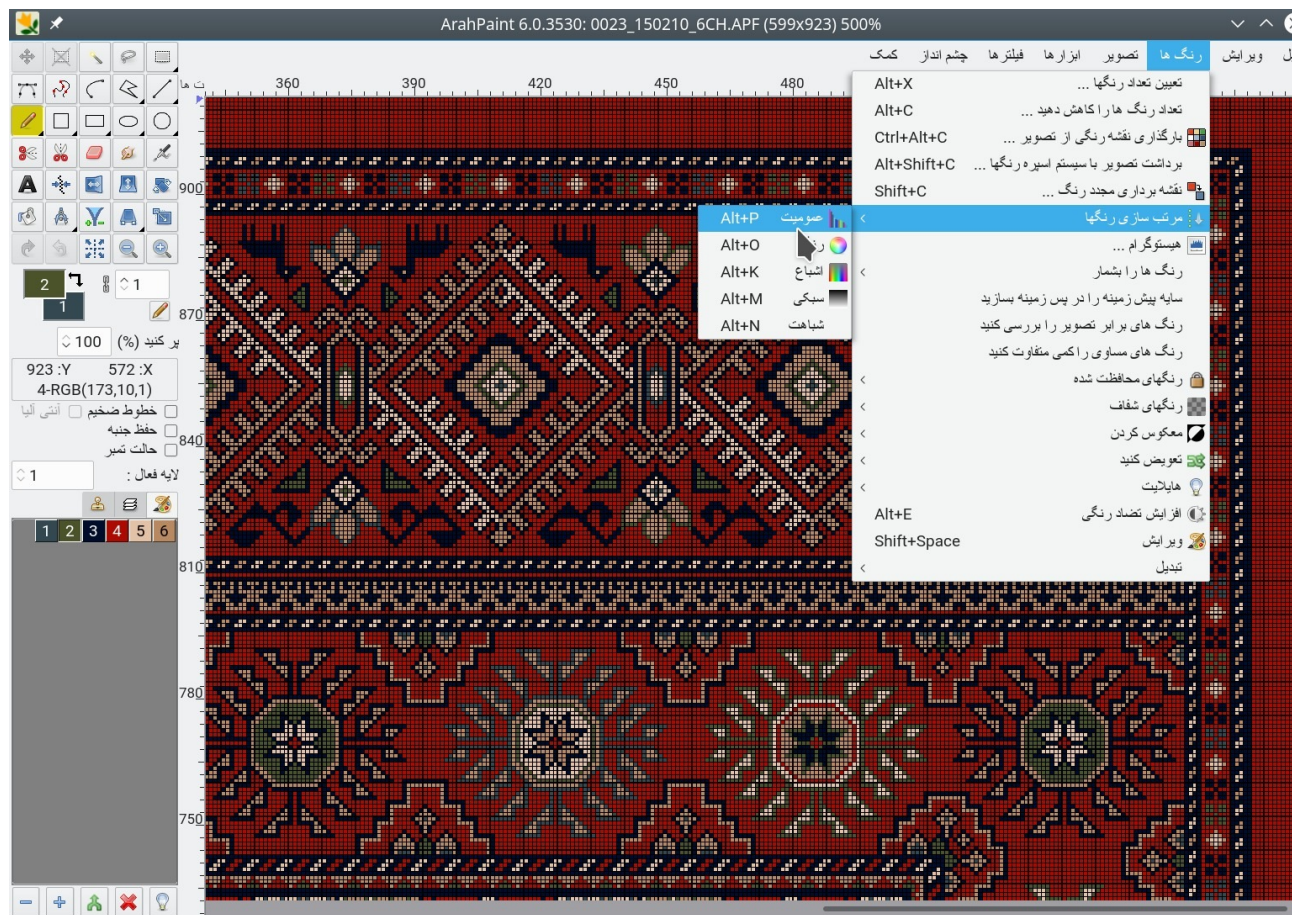 ArahPaint 6.0.3530: 0023_150210_6CH.APF (599x923) 500%
ویرایش رنگ ها تصویر ابزار ها فیلتر ها چشم انداز کمک
ت ها 360 390 420 450 480
تعیین تعداد رنگها ... Alt+X
تعداد رنگ ها را کاهش دهید ... Alt+C
بارگذاری نقشه رنگی از تصویر ... Ctrl+Alt+C
برداشت تصویر با سیستم اسپره رنگها ... Alt+Shift+C
نقشه برداری مجدد رنگ ... Shift+C
مرتب سازی رنگها
هیستوگرام ...
رنگ ها را بشمار
سایه پیش زمینه را در پس زمینه بسازید
رنگ های برابر تصویر را بررسی کنید
رنگ های مساوی را کمی متفاوت کنید
رنگهای محافظت شده
رنگهای شفاف
معکوس کردن
تعویض کنید
هایلایت
افزایش تضاد رنگی Alt+E
ویرایش Shift+Space
تبدیل
عمومیت Alt+P
Alt+O
اشباع Alt+K
سبکی Alt+M
شباهت Alt+N
900
870
840
810
780
750
A
2
1
1
پر کنید (%) 100
923 :Y 572 :X
4-RGB(173,10,1)
خطوط ضخیم آنتی آلیا
حفظ جنبه
حالت تمبر
لایه فعال : 1
1 2 3 4 5 6